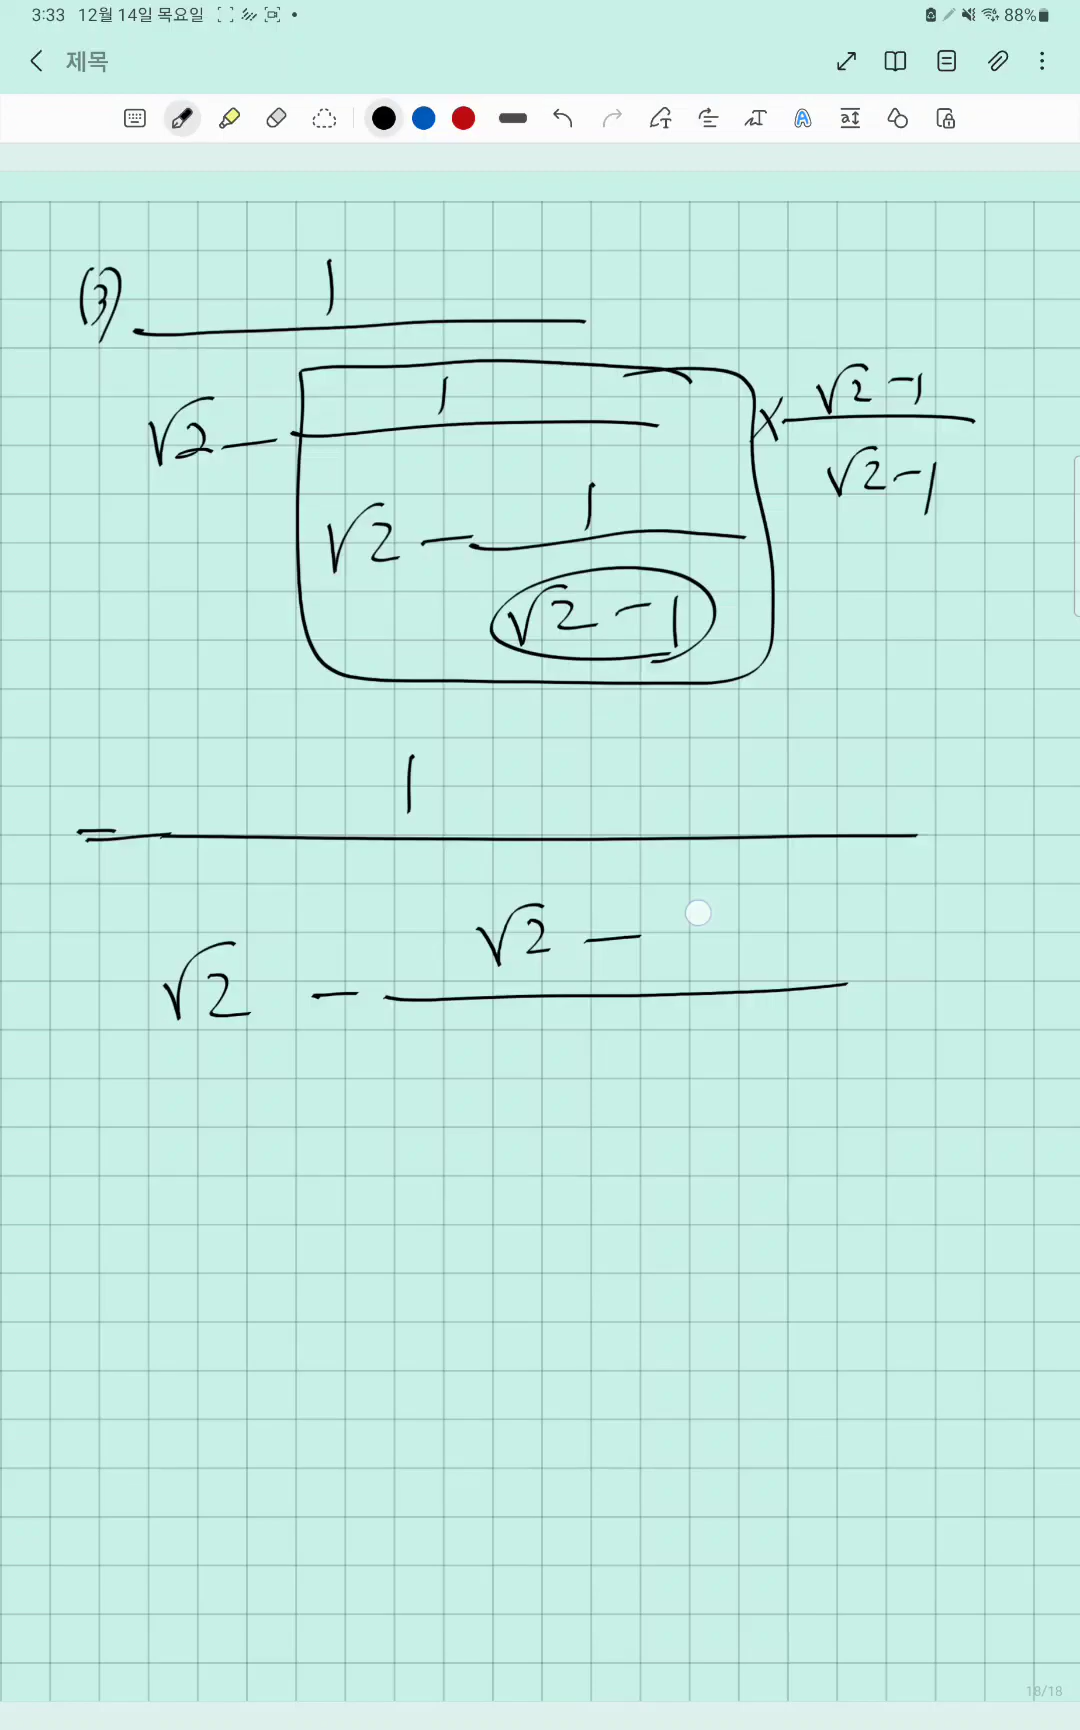 3:33 12월 14일 목요일 88%
제목
(3) 1
√2 - 1 × √2 - 1
√2 - 1
√2 - 1
√2 - 1
= 1
√2 - √2 -
18/18